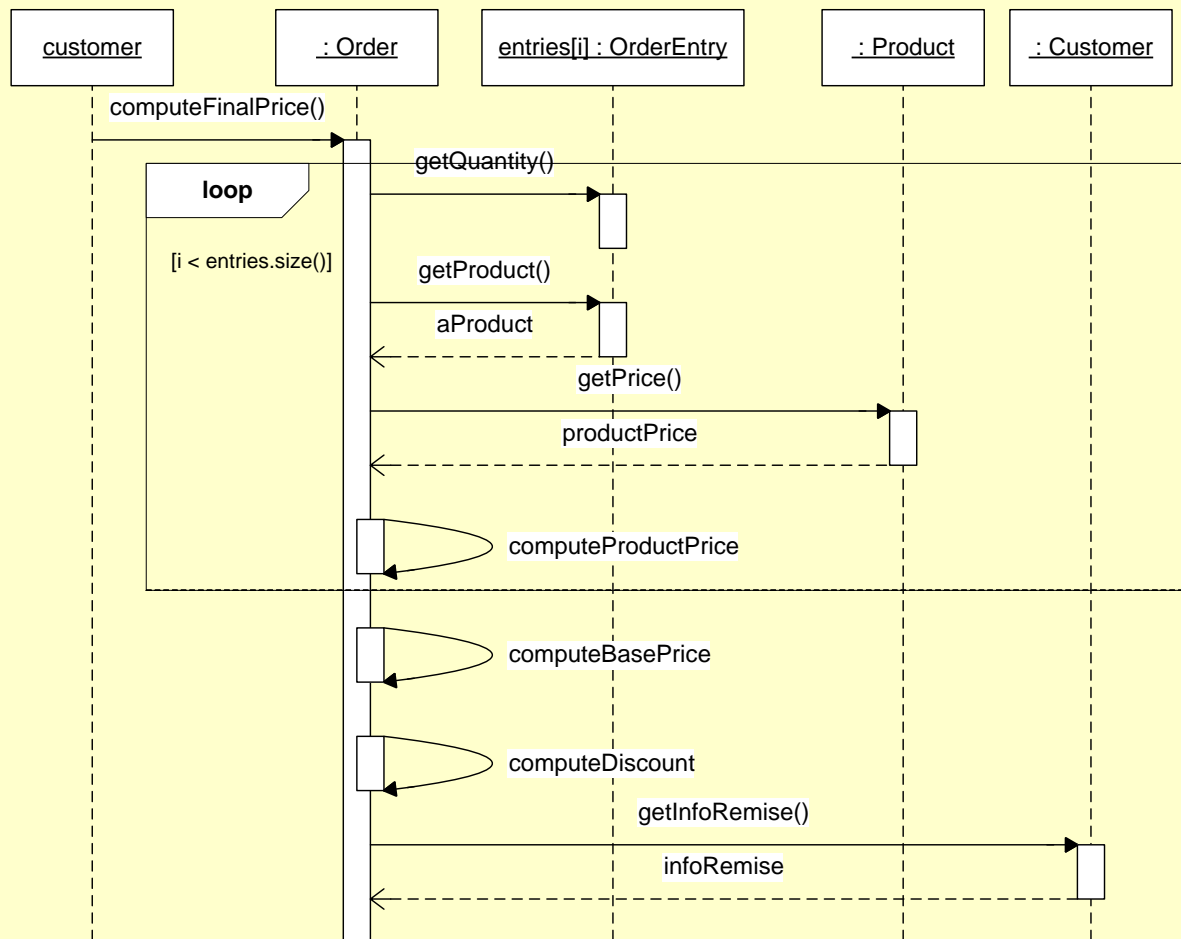 customer
: Order
entries[i] : OrderEntry
: Product
: Customer
computeFinalPrice()
getQuantity()
loop
[i < entries.size()]
getProduct()
aProduct
getPrice()
productPrice
computeProductPrice
computeBasePrice
computeDiscount
getInfoRemise()
infoRemise